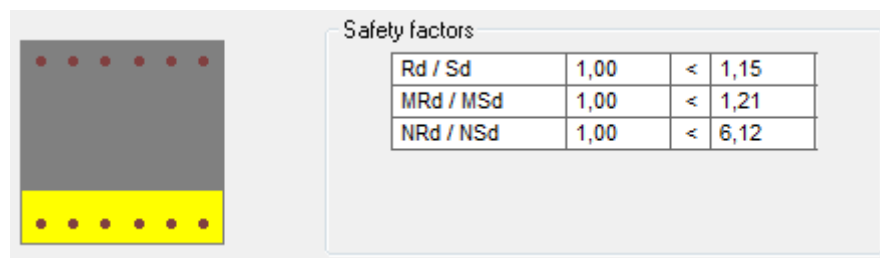 Safety factors
Rd / Sd 1,00 < 1,15
MRd / MSd 1,00 < 1,21
NRd / NSd 1,00 < 6,12